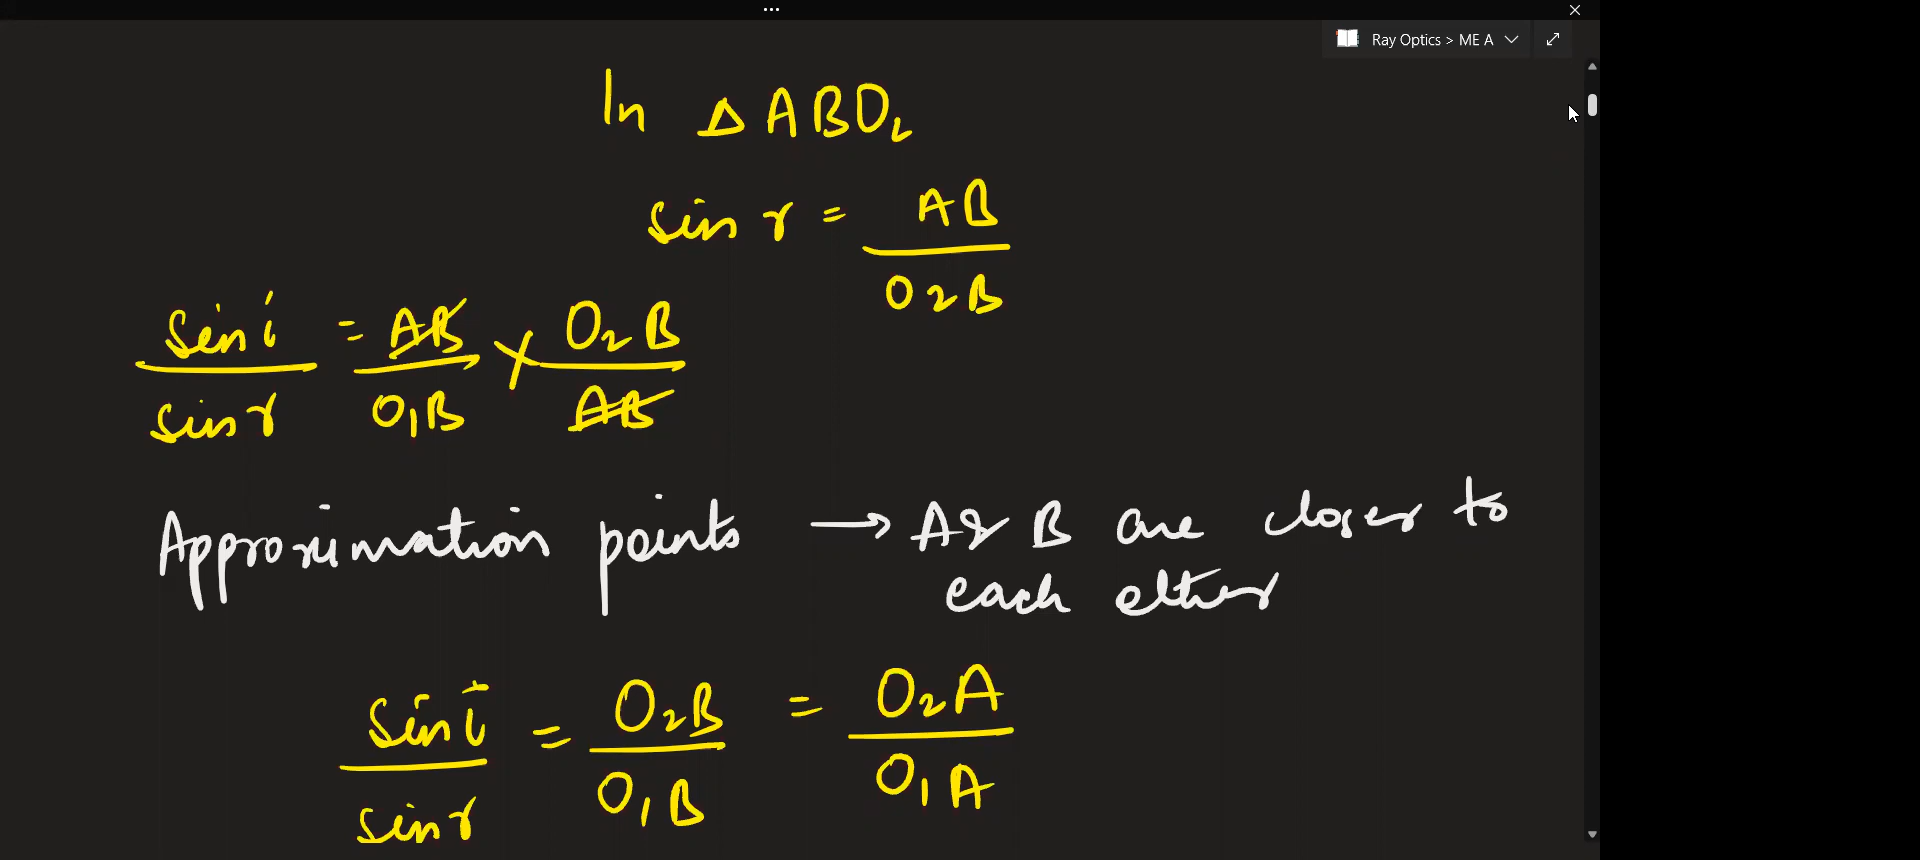 Ray Optics > ME A
In Δ ABO₂
sin r = AB / O₂B
sin i / sin r = AB / O₁B × O₂B / AB
Approximation points → A & B are closer to
each other
sin i / sin r = O₂B / O₁B = O₂A / O₁A